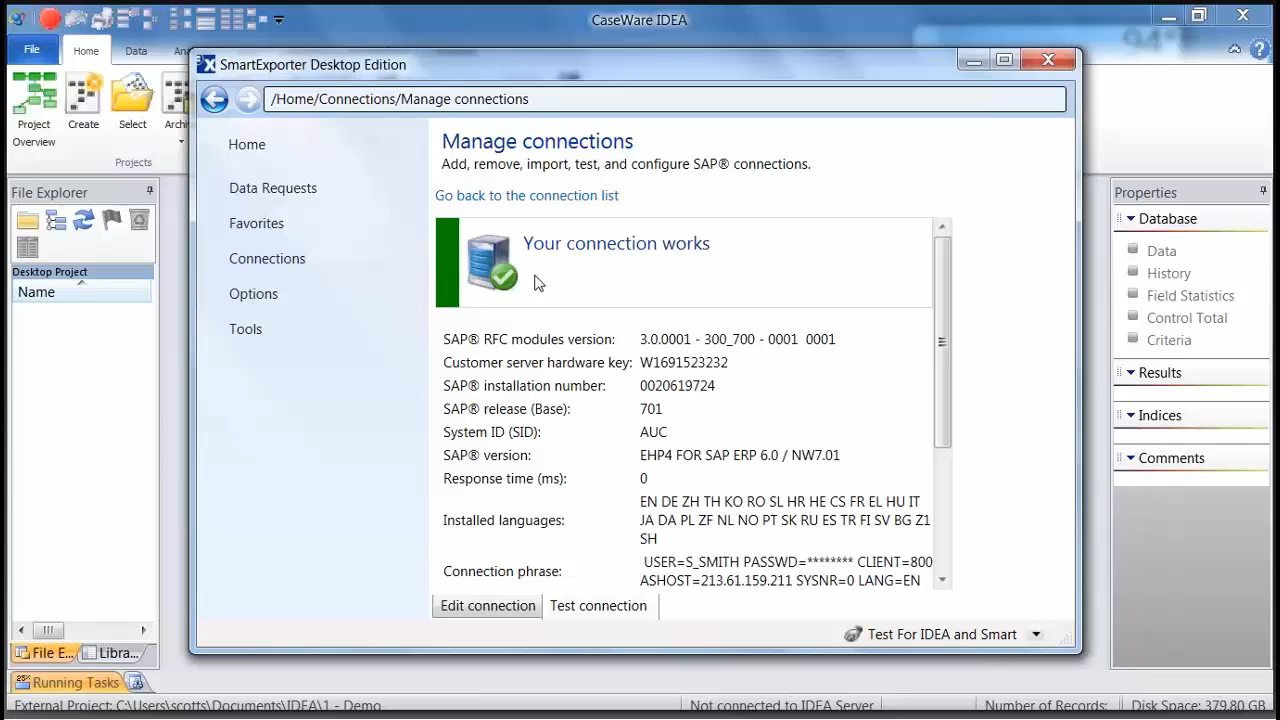 CaseWare IDEA
File
Home
Data
SmartExporter Desktop Edition
/Home/Connections/Manage connections
Project
Overview
Create
Select
Projects
File Explorer
Desktop Project
Name
File E...
Libra...
Running Tasks
Home
Data Requests
Favorites
Connections
Options
Tools
Manage connections
Add, remove, import, test, and configure SAP® connections.
Go back to the connection list
Your connection works
SAP® RFC modules version: 3.0.0001 - 300_700 - 0001 0001
Customer server hardware key: W1691523232
SAP® installation number: 0020619724
SAP® release (Base): 701
System ID (SID): AUC
SAP® version: EHP4 FOR SAP ERP 6.0 / NW7.01
Response time (ms): 0
Installed languages: EN DE ZH TH KO RO SL HR HE CS FR EL HU IT
JA DA PL ZF NL NO PT SK RU ES TR FI SV BG Z1
SH
Connection phrase: USER=S_SMITH PASSWD=******** CLIENT=800
ASHOST=213.61.159.211 SYSNR=0 LANG=EN
Edit connection
Test connection
Test For IDEA and Smart
Properties
Database
Data
History
Field Statistics
Control Total
Criteria
Results
Indices
Comments
External Project: C:\Users\scotts\Documents\IDEA\1 - Demo
Not connected to IDEA Server
Number of Records:
Disk Space: 379.80 GB